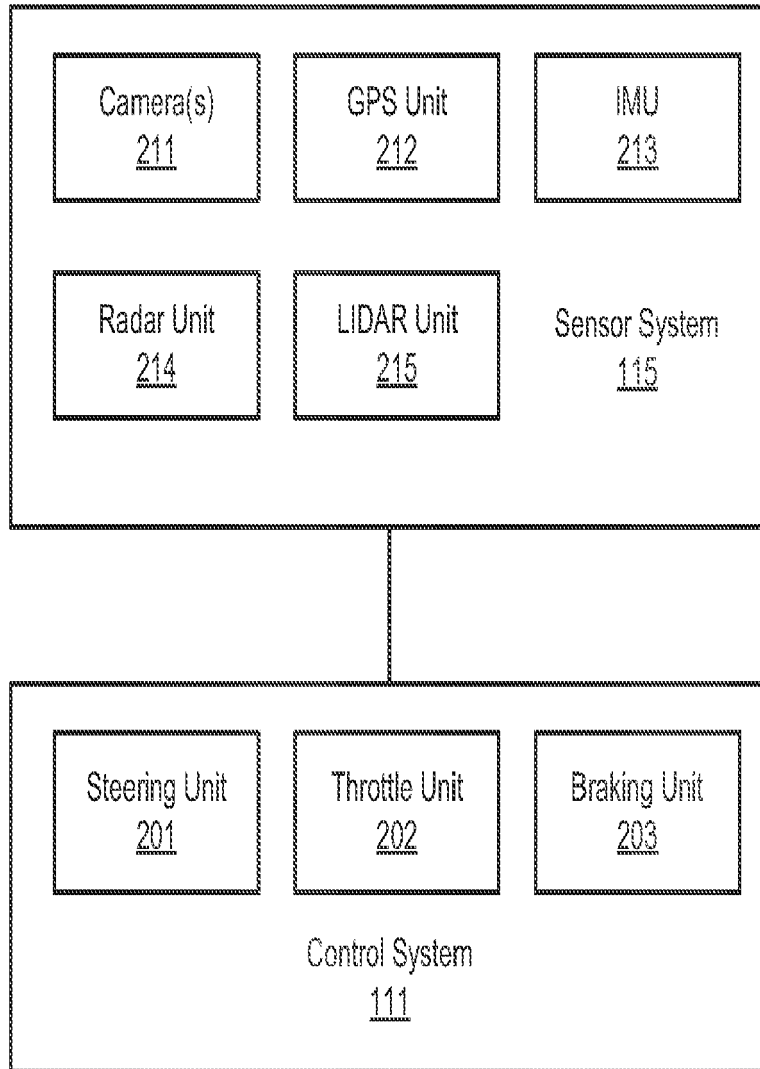 Camera(s)
211
GPS Unit
212
IMU
213
Radar Unit
214
LIDAR Unit
215
Sensor System
115
Steering Unit
201
Throttle Unit
202
Braking Unit
203
Control System
111